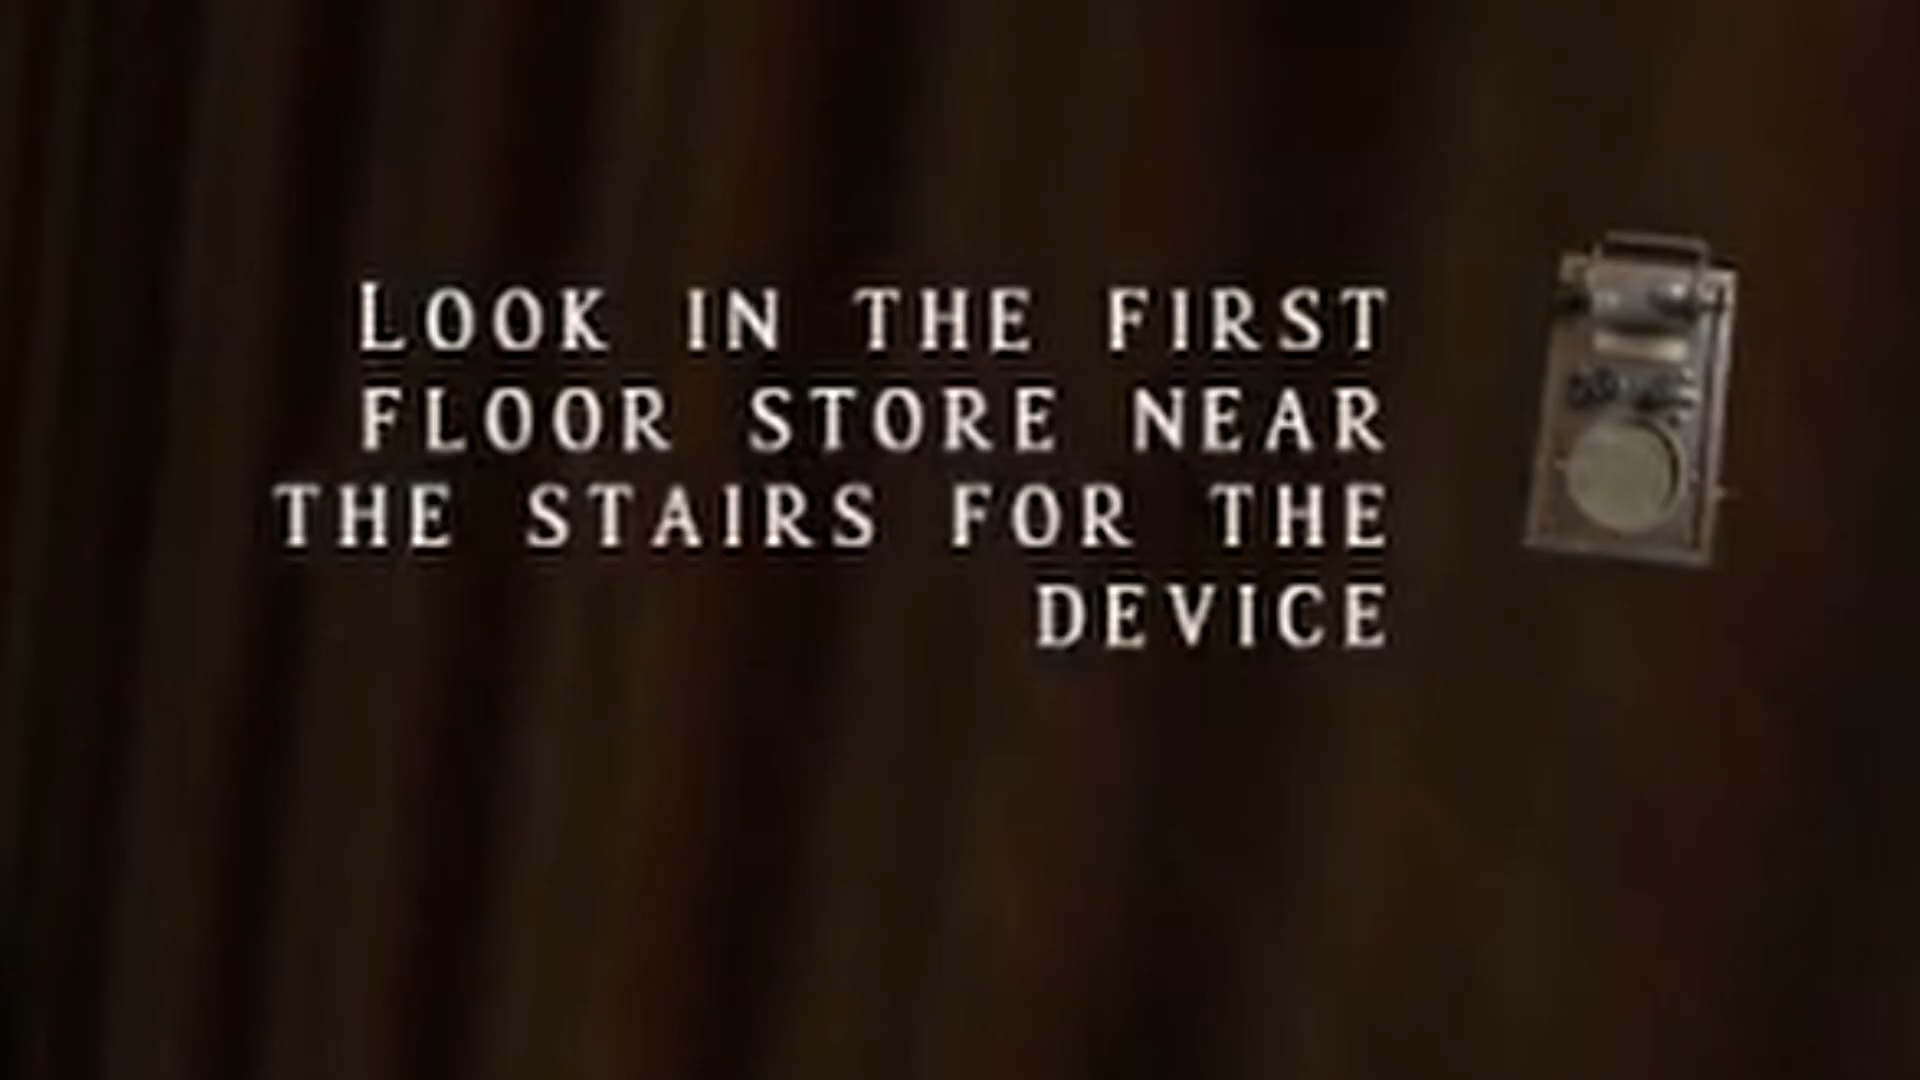 LOOK IN THE FIRST
FLOOR STORE NEAR
THE STAIRS FOR THE
DEVICE